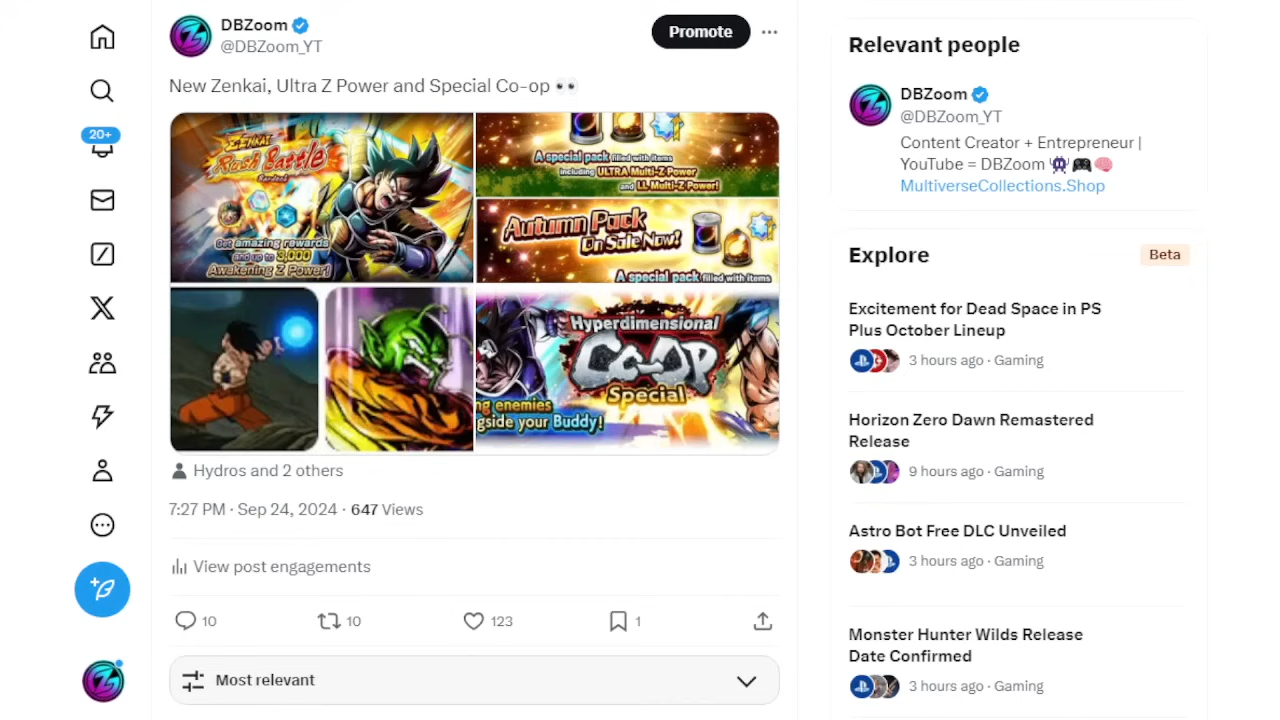 DBZoom
@DBZoom_YT
Promote
New Zenkai, Ultra Z Power and Special Co-op 👀
ZENKAI
Rush Battle
Bardock!
Get amazing rewards
and up to 3,000
Awakening Z Power!
A special pack filled with items
including ULTRA Multi-Z Power
and LL Multi-Z Power!
Autumn Pack
On Sale Now!
A special pack filled with items
Hyperdimensional
CO-OP
Special
ng enemies
gside your Buddy!
Hydros and 2 others
7:27 PM · Sep 24, 2024 · 647 Views
View post engagements
10
10
123
1
Most relevant
20+
Relevant people
DBZoom
@DBZoom_YT
Content Creator + Entrepreneur |
YouTube = DBZoom 👾🎮🧠
MultiverseCollections.Shop
Explore
Beta
Excitement for Dead Space in PS
Plus October Lineup
3 hours ago · Gaming
Horizon Zero Dawn Remastered
Release
9 hours ago · Gaming
Astro Bot Free DLC Unveiled
3 hours ago · Gaming
Monster Hunter Wilds Release
Date Confirmed
3 hours ago · Gaming